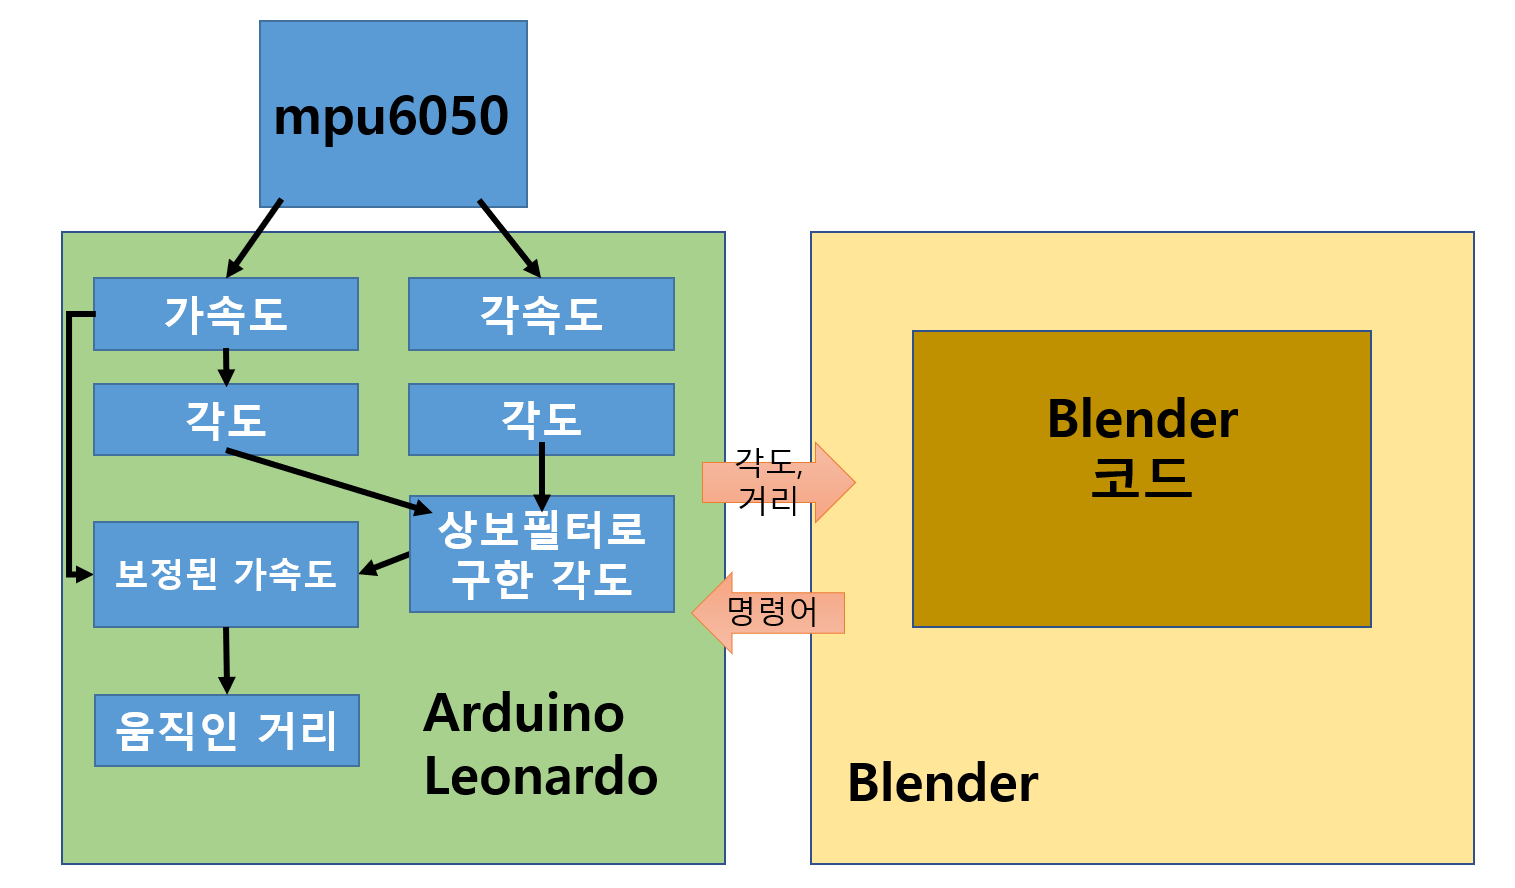 mpu6050
가속도
각속도
각도
각도
상보필터로
구한 각도
보정된 가속도
움직인 거리
Arduino
Leonardo
각도,
거리
명령어
Blender
코드
Blender